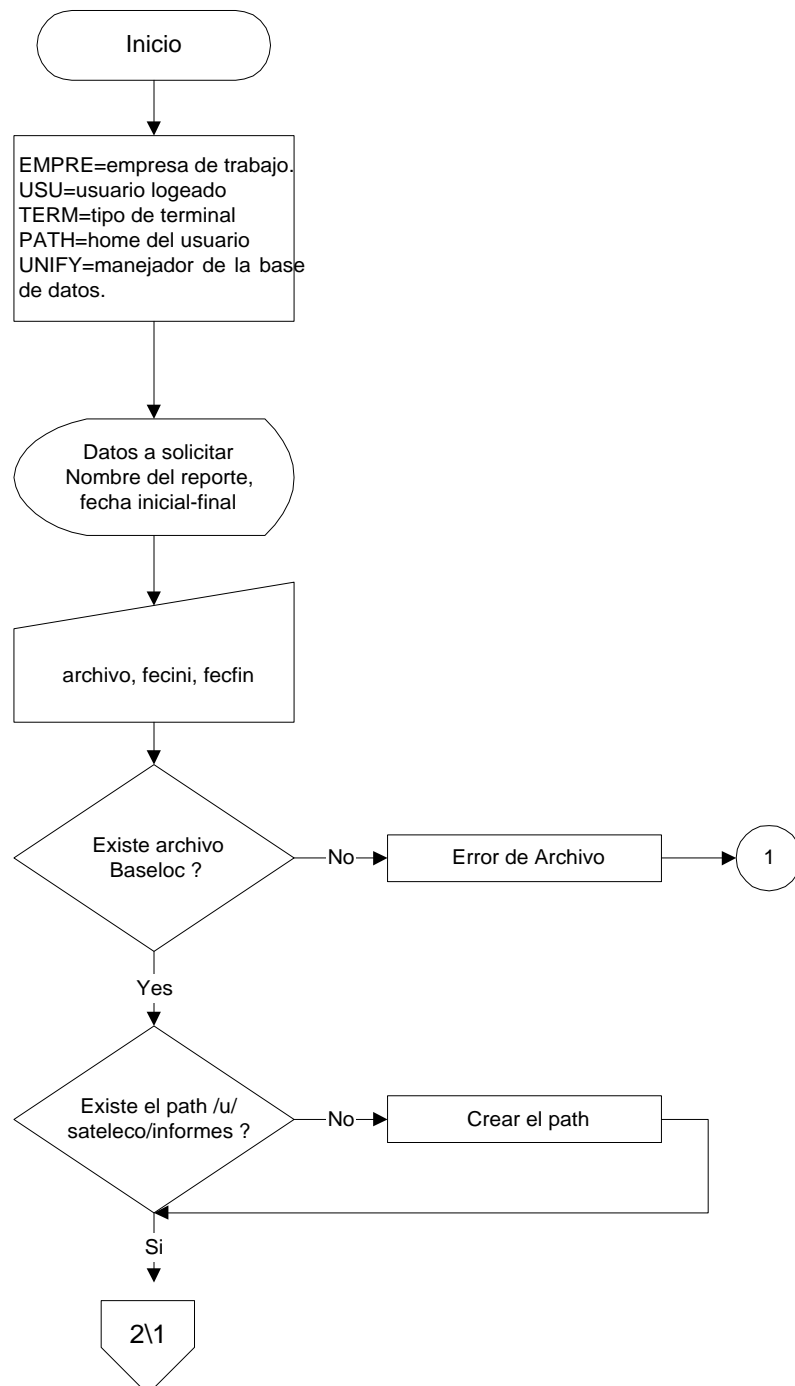 Inicio
EMPRE=empresa de trabajo.
USU=usuario logeado
TERM=tipo de terminal
PATH=home del usuario
UNIFY=manejador de la base
de datos.
Datos a solicitar
Nombre del reporte,
fecha inicial-final
archivo, fecini, fecfin
Existe archivo
Baseloc ?
No
Error de Archivo
1
Yes
Existe el path /u/
sateleco/informes ?
No
Crear el path
Si
2\1